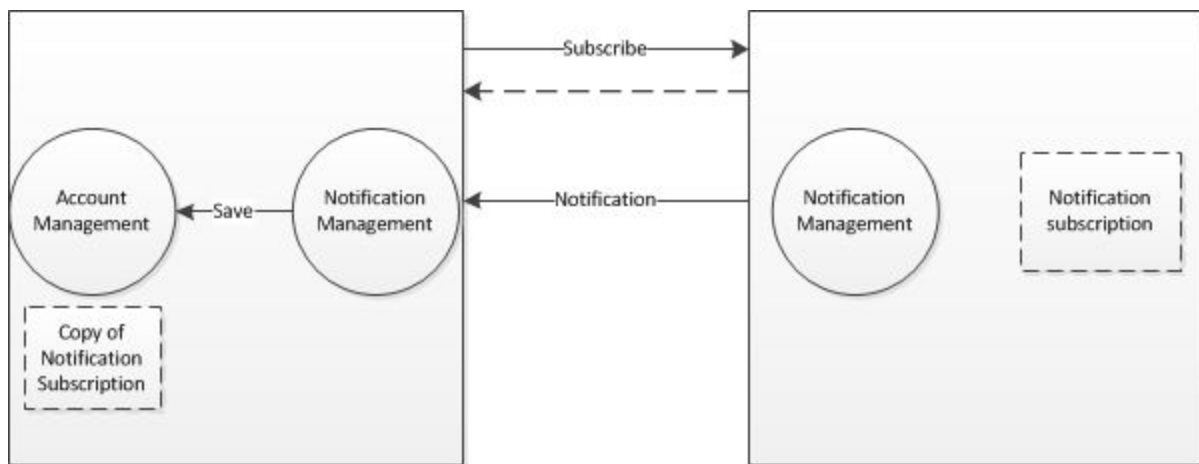 Subscribe
Account
Management
Save
Notification
Management
Notification
Notification
Management
Notification
subscription
Copy of
Notification
Subscription